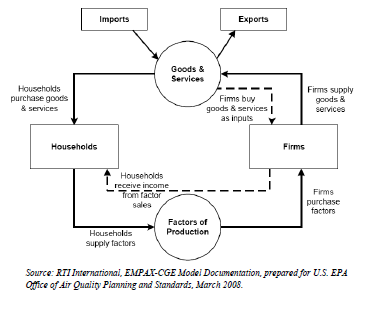 Imports
Exports
Goods &
Services
Households
purchase goods
& services
Firms buy
goods & services
as inputs
Firms supply
goods &
services
Households
Firms
Households
receive income
from factor
sales
Factors of
Production
Firms
purchase
factors
Households
supply factors
Source: RTI International, EMPAX-CGE Model Documentation, prepared for U.S. EPA
Office of Air Quality Planning and Standards, March 2008.